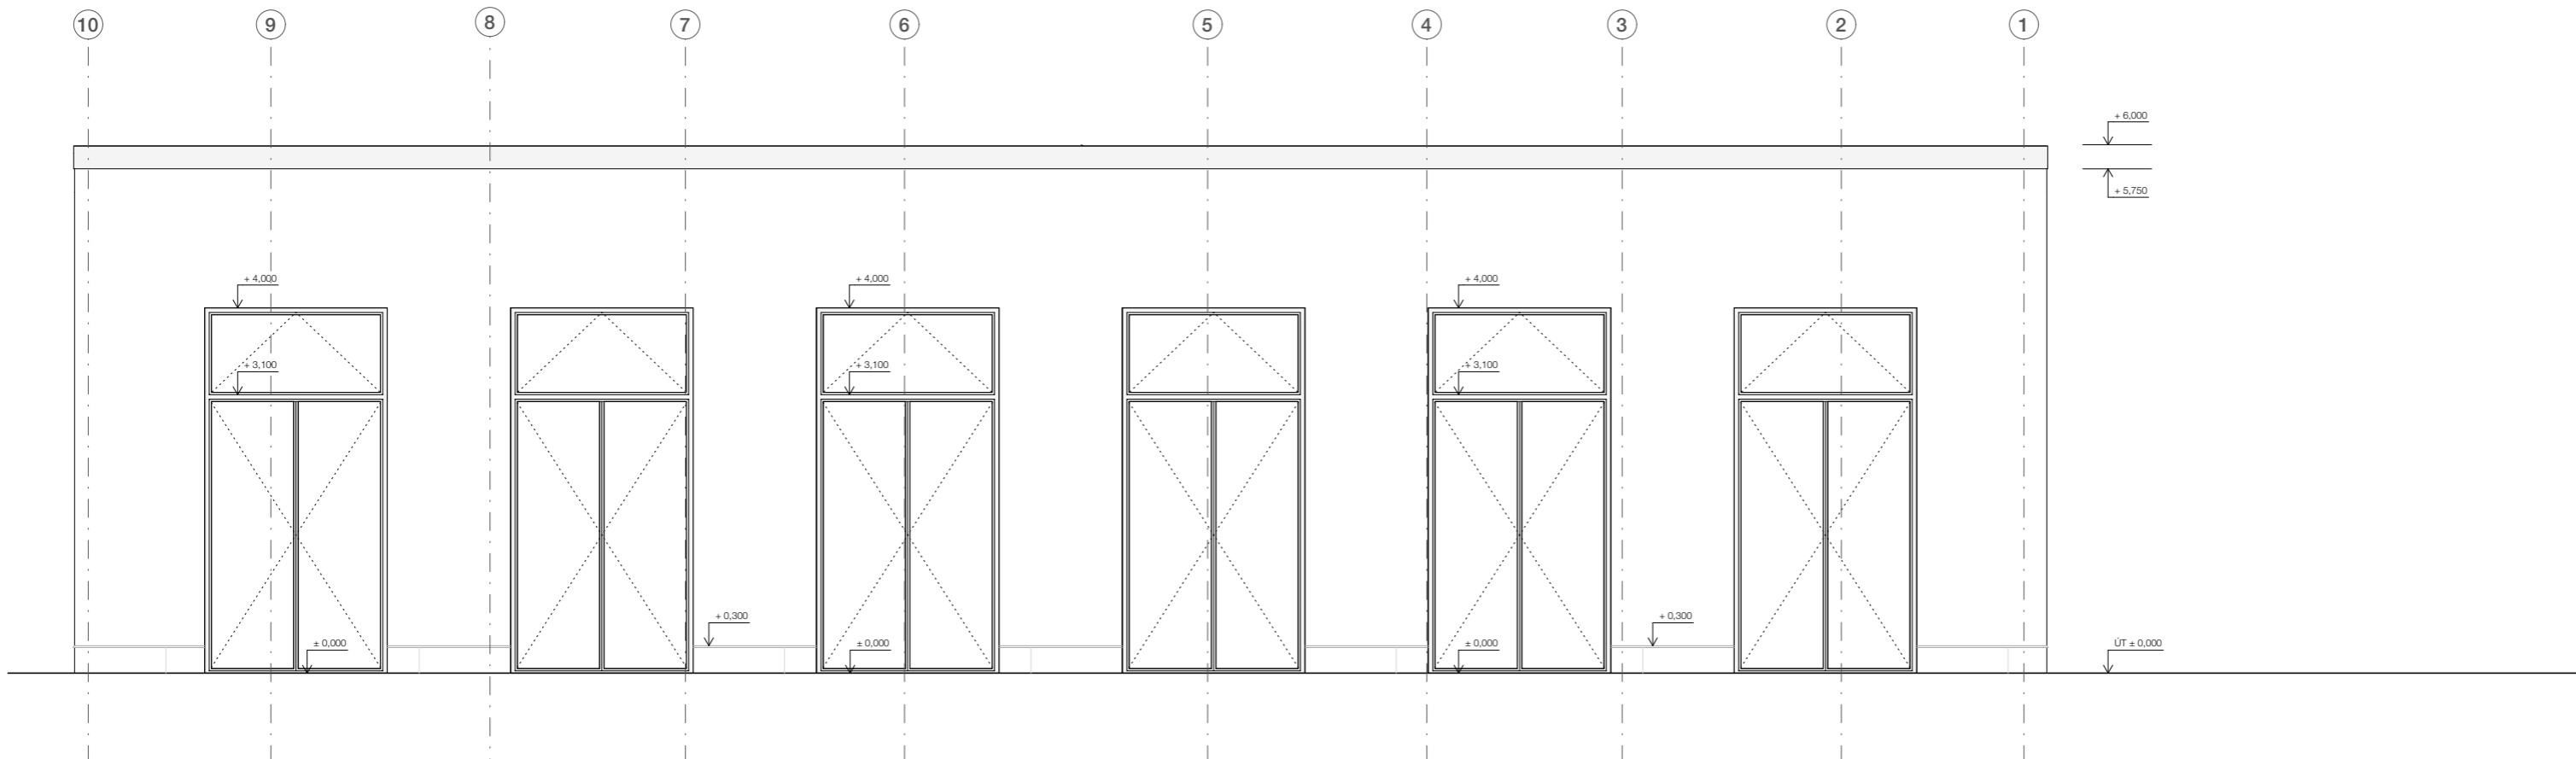 10 9 8 7 6 5 4 3 2 1
+ 6,000
+ 5,750
+ 4,000 + 4,000 + 4,000
+ 3,100 + 3,100 + 3,100
+ 0,300 + 0,300
± 0,000 ± 0,000 ± 0,000 ÚT ± 0,000